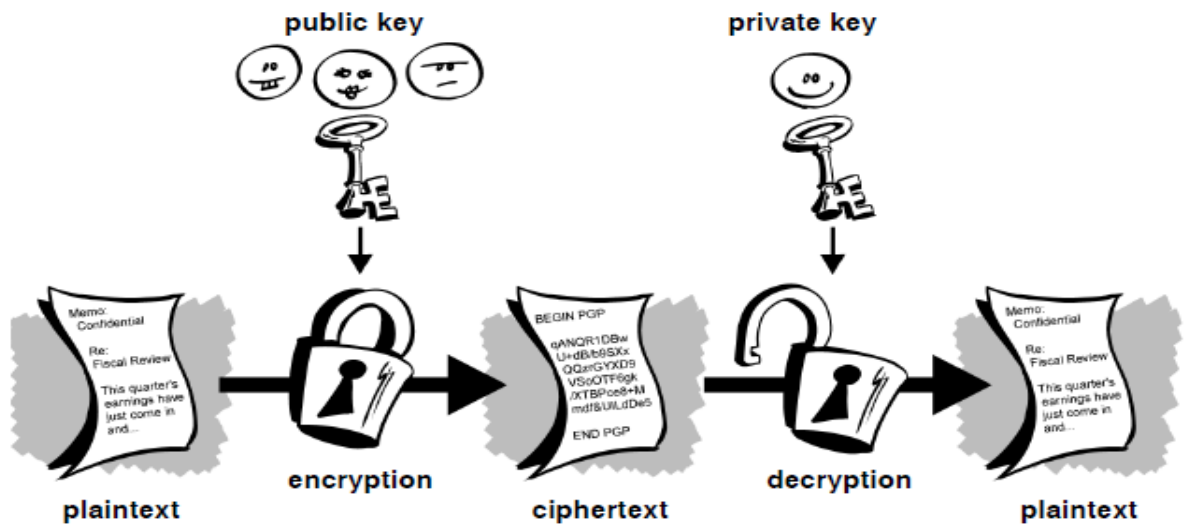 public key
private key
Memo:
Confidential
Re:
Fiscal Review
This quarter's
earnings have
just come in
and...
BEGIN PGP
qANQR1DBw
U+dB/b9SXx
QQzrGYXD9
VSoOTF6gk
/XTBPce8+M
mdf&UlLdDe5
END PGP
Memo:
Confidential
Re:
Fiscal Review
This quarter's
earnings have
just come in
and...
encryption
decryption
plaintext
ciphertext
plaintext